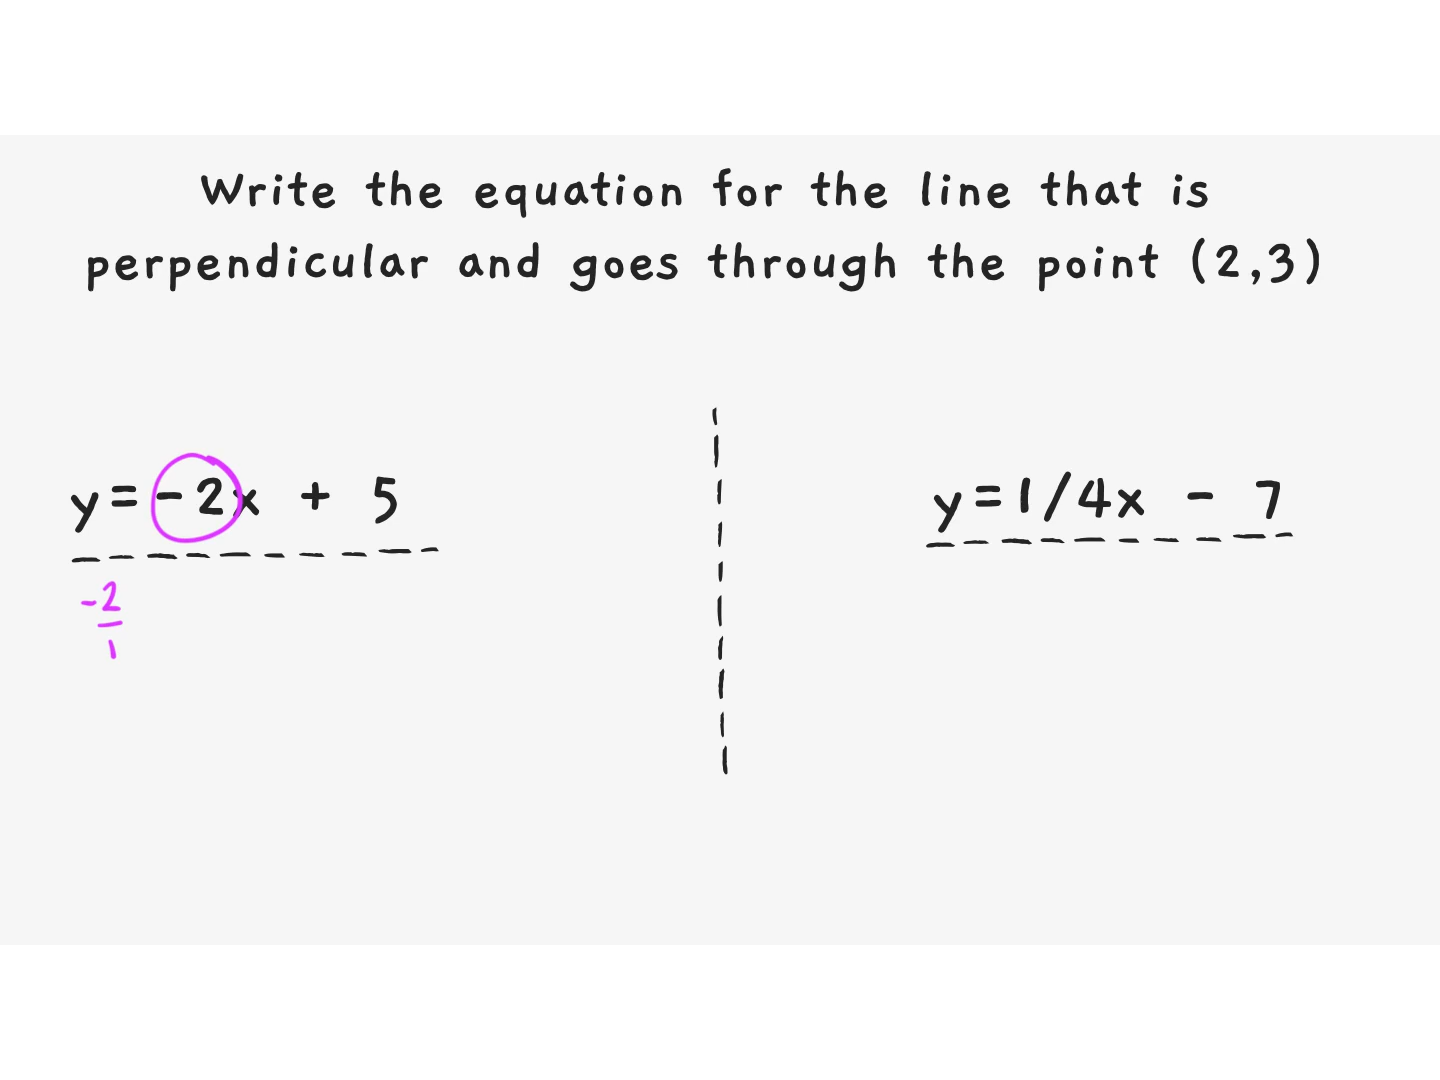 Write the equation for the line that is
perpendicular and goes through the point (2,3)
y=-2x + 5
-2
1
y=1/4x - 7